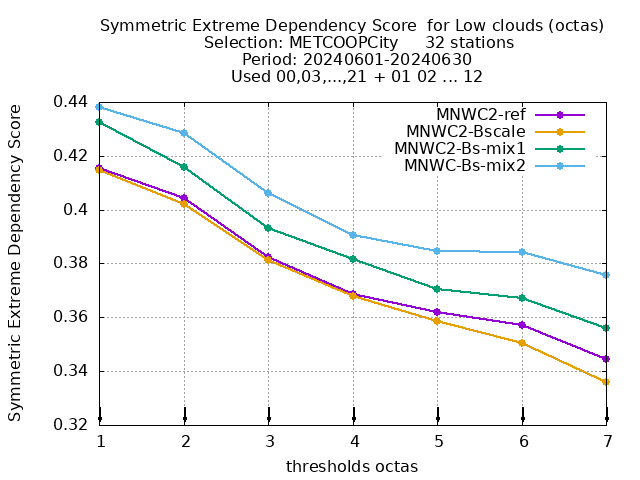 Symmetric Extreme Dependency Score  for Low clouds (octas)
Selection: METCOOPCity     32 stations
Period: 20240601-20240630
Used 00,03,...,21 + 01 02 ... 12
MNWC2-ref
MNWC2-Bscale
MNWC2-Bs-mix1
MNWC-Bs-mix2
Symmetric Extreme Dependency Score
0.44
0.42
0.4
0.38
0.36
0.34
0.32
1 2 3 4 5 6 7
thresholds octas